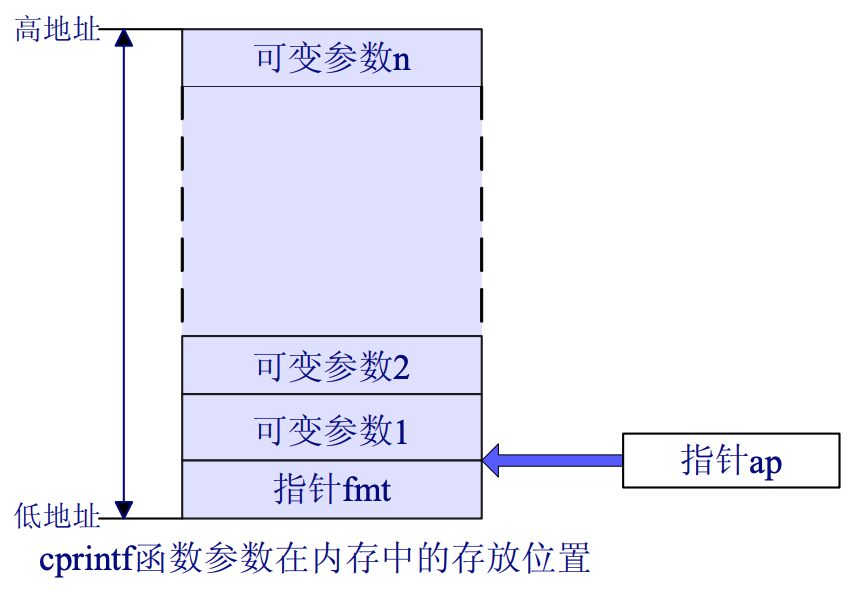 高地址
可变参数n
可变参数2
可变参数1
指针ap
指针fmt
低地址
cprintf函数参数在内存中的存放位置